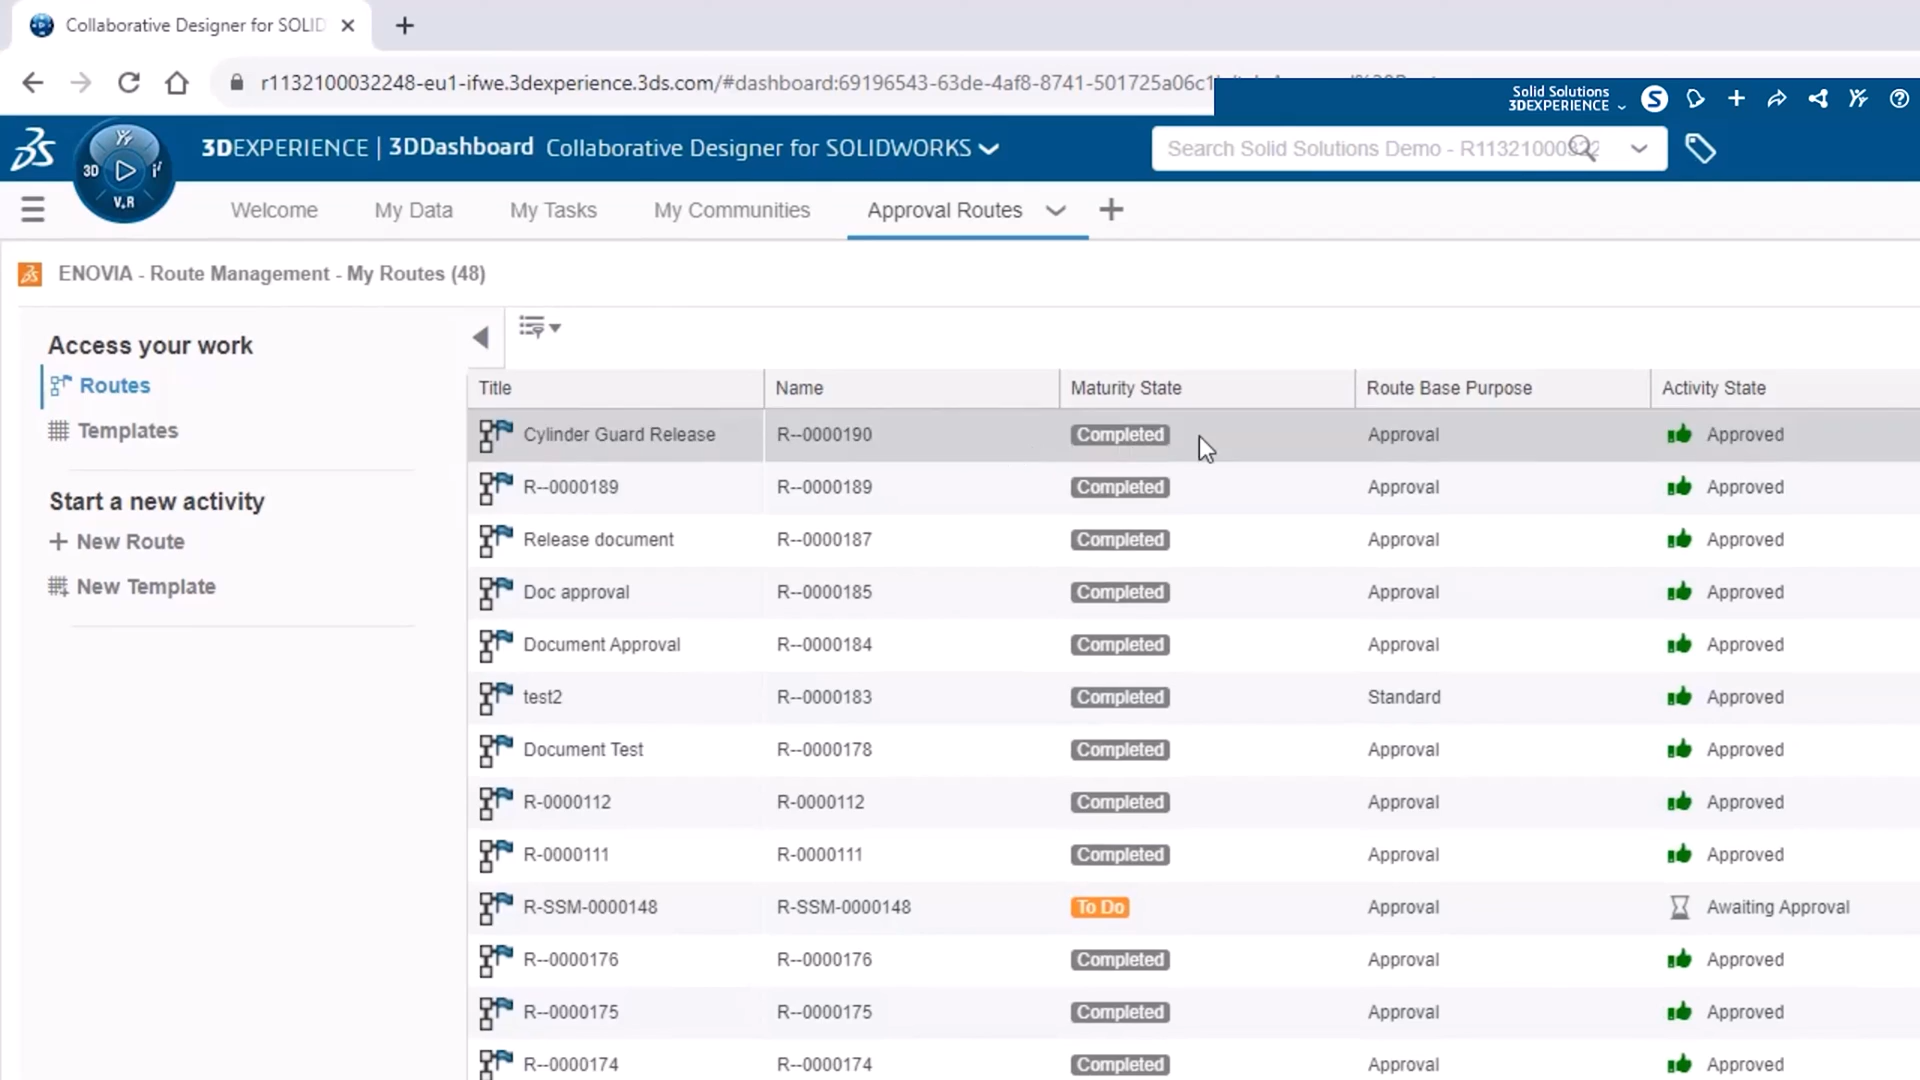 Collaborative Designer for SOLID
r1132100032248-eu1-ifwe.3dexperience.3ds.com/#dashboard:69196543-63de-4af8-8741-501725a06c1
Solid Solutions
3DEXPERIENCE
3DEXPERIENCE | 3DDashboard Collaborative Designer for SOLIDWORKS
3D
V.R
Search Solid Solutions Demo - R11321000
Welcome My Data My Tasks My Communities Approval Routes
ENOVIA - Route Management - My Routes (48)
Access your work
Routes
Templates
Start a new activity
New Route
New Template
Title Name Maturity State Route Base Purpose Activity State
Cylinder Guard Release R--0000190 Completed Approval Approved
R--0000189 R--0000189 Completed Approval Approved
Release document R--0000187 Completed Approval Approved
Doc approval R--0000185 Completed Approval Approved
Document Approval R--0000184 Completed Approval Approved
test2 R--0000183 Completed Standard Approved
Document Test R--0000178 Completed Approval Approved
R-0000112 R-0000112 Completed Approval Approved
R-0000111 R-0000111 Completed Approval Approved
R-SSM-0000148 R-SSM-0000148 To Do Approval Awaiting Approval
R--0000176 R--0000176 Completed Approval Approved
R--0000175 R--0000175 Completed Approval Approved
R--0000174 R--0000174 Completed Approval Approved